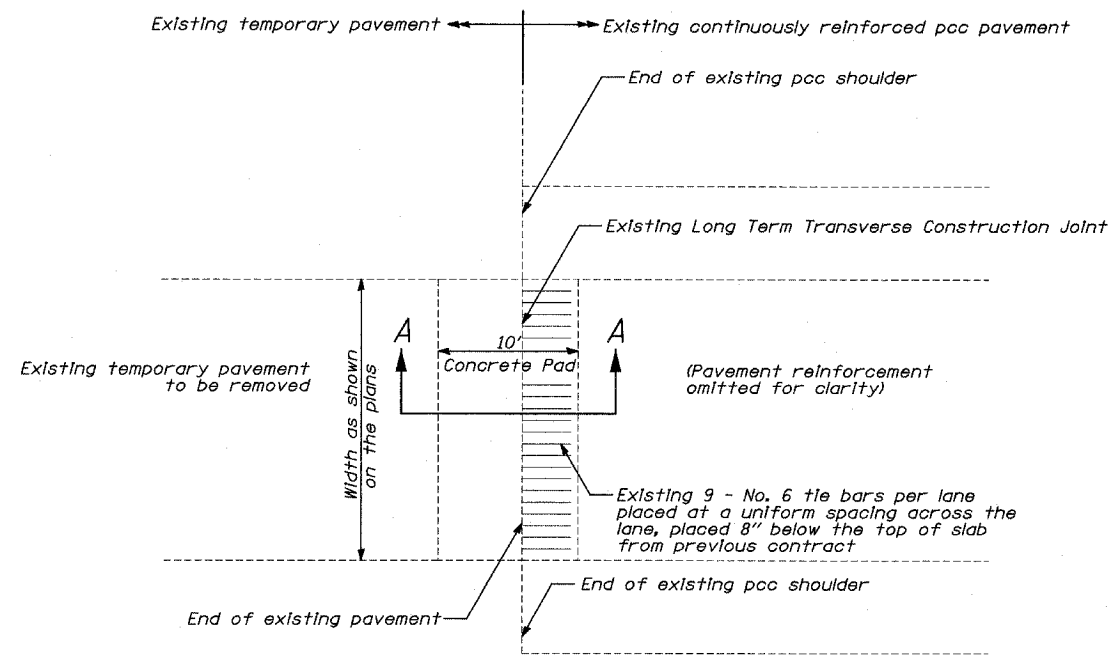 Existing temporary pavement
Existing continuously reinforced pcc pavement
End of existing pcc shoulder
Existing Long Term Transverse Construction Joint
A
A
10'
Concrete Pad
Existing temporary pavement
to be removed
Width as shown
on the plans
(Pavement reinforcement
omitted for clarity)
Existing 9 - No. 6 tie bars per lane
placed at a uniform spacing across the
lane, placed 8" below the top of slab
from previous contract
End of existing pcc shoulder
End of existing pavement